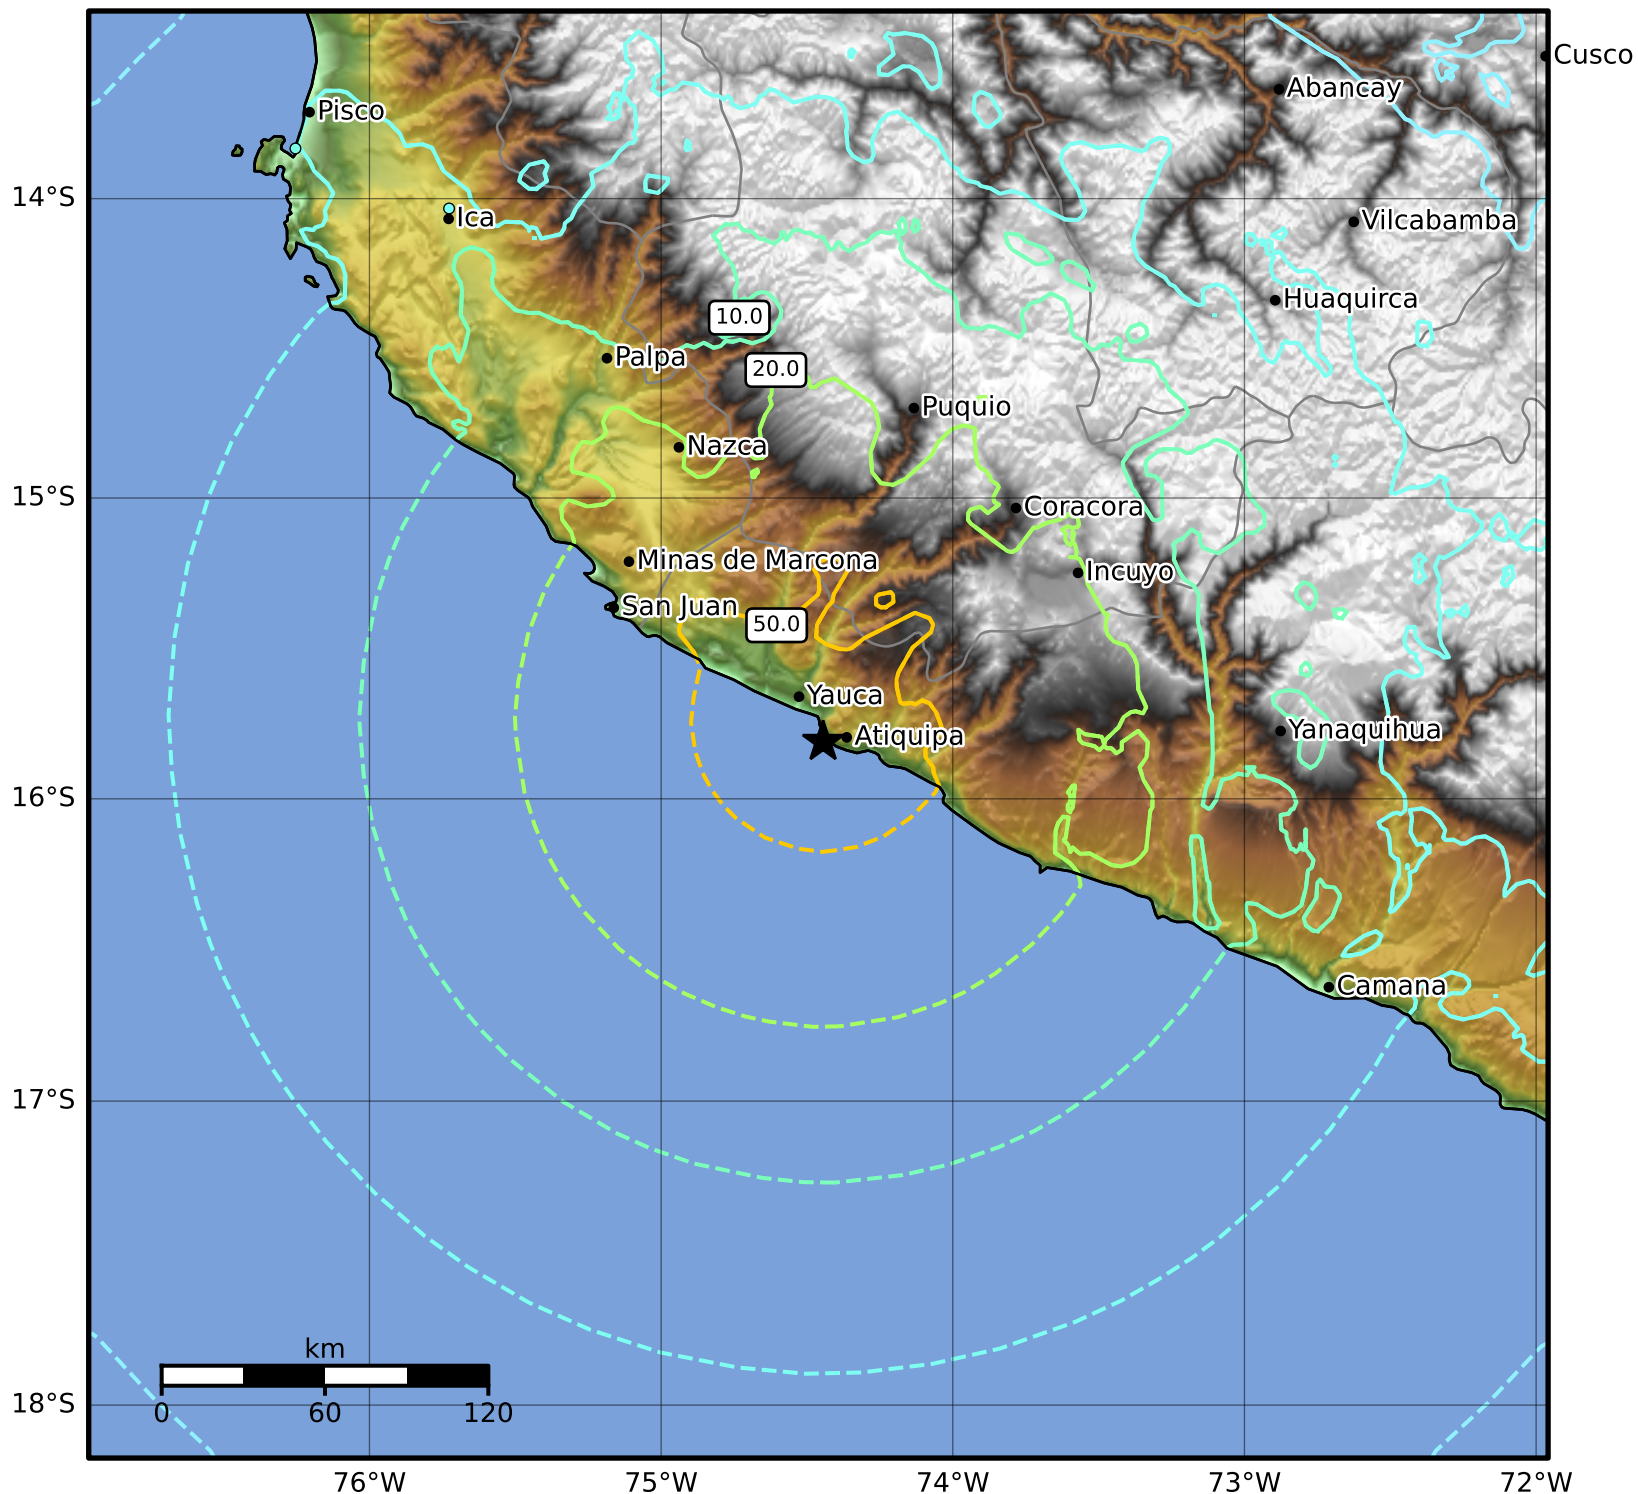 Cusco
Abancay
Pisco
14°S
Ica
Vilcabamba
Huaquirca
10.0
Palpa
20.0
Puquio
Nazca
15°S
Coracora
Minas de Marcona
Incuyo
San Juan
50.0
Yauca
Atiquipa
Yanaquihua
16°S
Camana
17°S
km
18°S
0 60 120
76°W 75°W 74°W 73°W 72°W